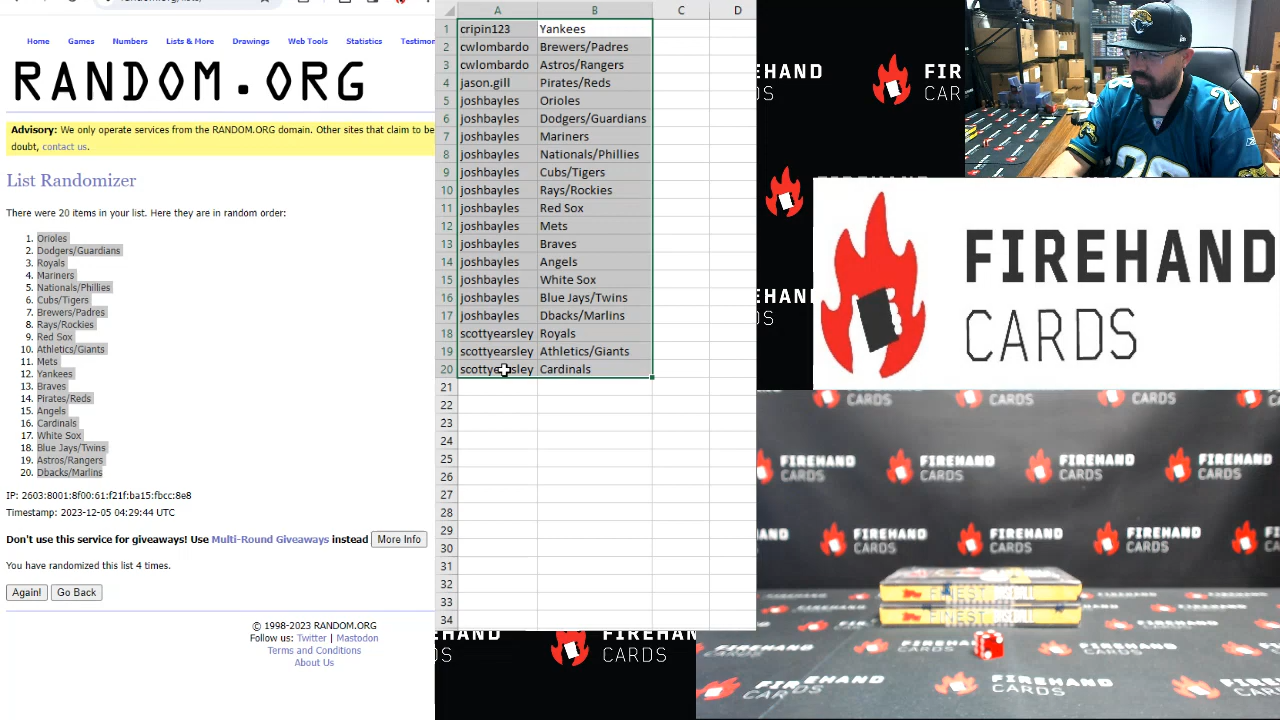 Home Games Numbers Lists & More Drawings Web Tools Statistics Testimor
RANDOM.ORG
Advisory: We only operate services from the RANDOM.ORG domain. Other sites that claim to be
doubt, contact us.
List Randomizer
There were 20 items in your list. Here they are in random order:
1. Orioles
2. Dodgers/Guardians
3. Royals
4. Mariners
5. Nationals/Phillies
6. Cubs/Tigers
7. Brewers/Padres
8. Rays/Rockies
9. Red Sox
10. Athletics/Giants
11. Mets
12. Yankees
13. Braves
14. Pirates/Reds
15. Angels
16. Cardinals
17. White Sox
18. Blue Jays/Twins
19. Astros/Rangers
20. Dbacks/Marlins
IP: 2603:8001:8f00:61:f21f:ba15:fbcc:8e8
Timestamp: 2023-12-05 04:29:44 UTC
Don't use this service for giveaways! Use Multi-Round Giveaways instead More Info
You have randomized this list 4 times.
Again! Go Back
© 1998-2023 RANDOM.ORG
Follow us: Twitter | Mastodon
Terms and Conditions
About Us
A B C D
1 cripin123 Yankees
2 cwlombardo Brewers/Padres
3 cwlombardo Astros/Rangers
4 jason.gill Pirates/Reds
5 joshbayles Orioles
6 joshbayles Dodgers/Guardians
7 joshbayles Mariners
8 joshbayles Nationals/Phillies
9 joshbayles Cubs/Tigers
10 joshbayles Rays/Rockies
11 joshbayles Red Sox
12 joshbayles Mets
13 joshbayles Braves
14 joshbayles Angels
15 joshbayles White Sox
16 joshbayles Blue Jays/Twins
17 joshbayles Dbacks/Marlins
18 scottyearsley Royals
19 scottyearsley Athletics/Giants
20 scottyearsley Cardinals
21
22
23
24
25
26
27
28
29
30
31
32
33
34
FIREHAND
CARDS
FINEST
FINEST
FIREHAND
CARDS